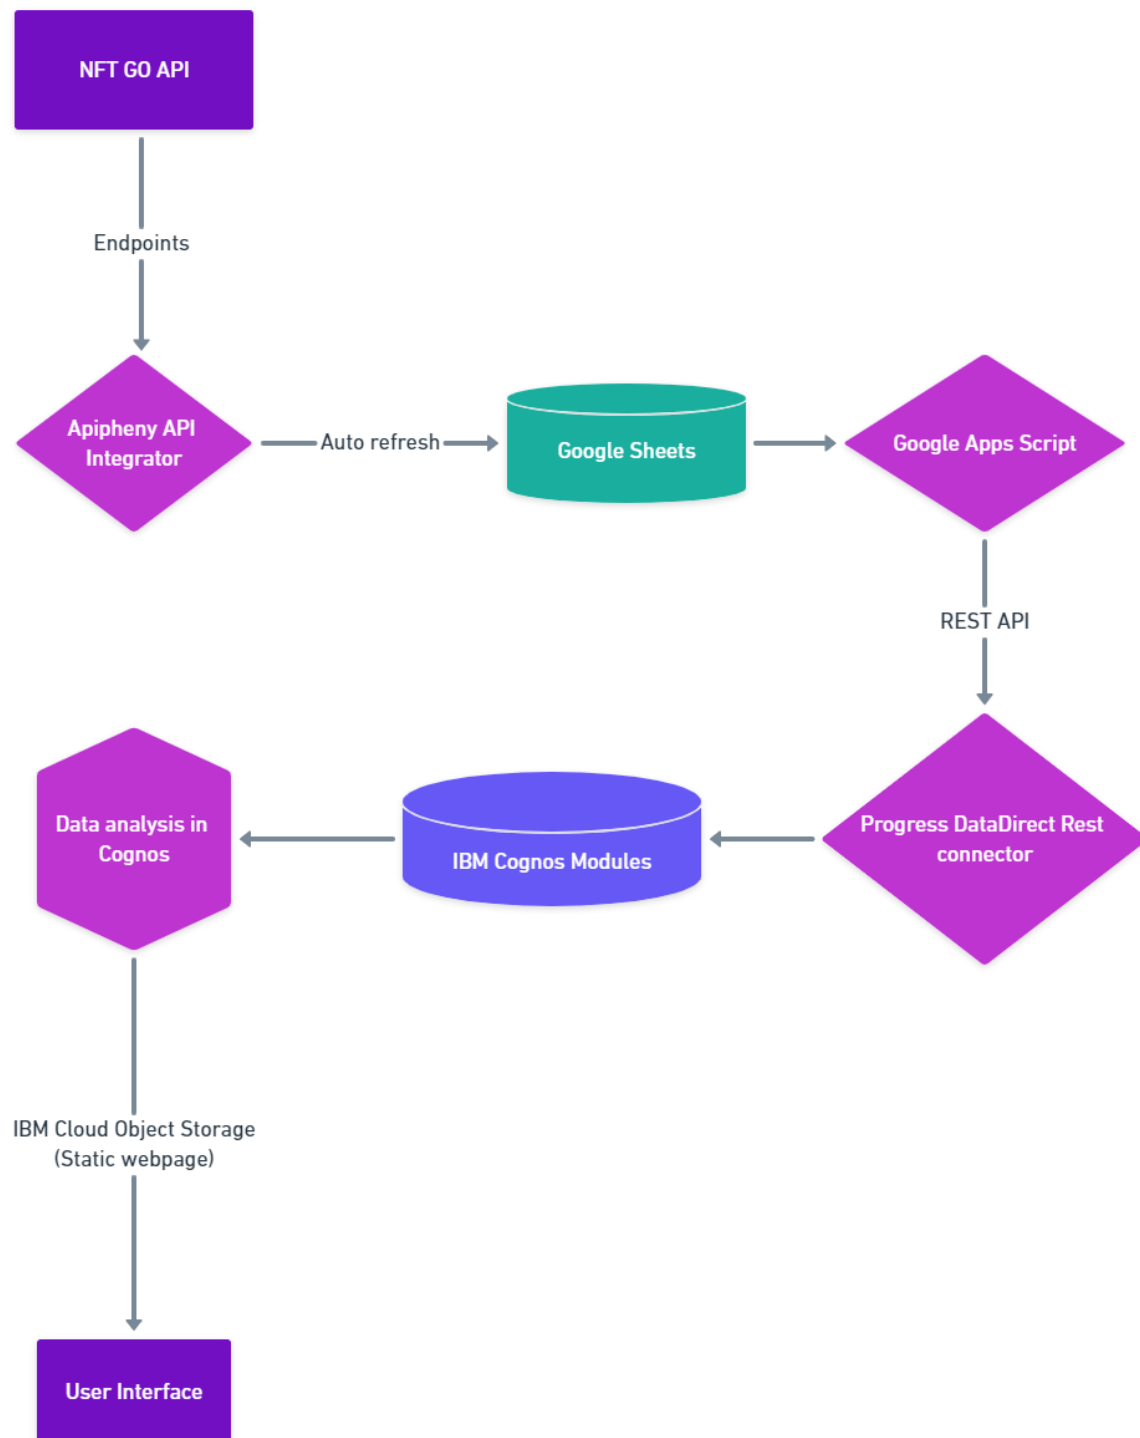 NFT GO API
Endpoints
Apipheny API
Integrator
Auto refresh
Google Sheets
Google Apps Script
REST API
Progress DataDirect Rest
connector
IBM Cognos Modules
Data analysis in
Cognos
IBM Cloud Object Storage
(Static webpage)
User Interface